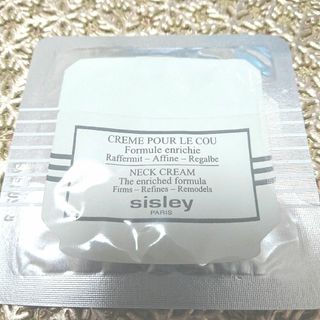 CREME POUR LE COU
Formule enrichie
Raffermit – Affine – Regalbe
NECK CREAM
The enriched formula
Firms – Refines – Remodels
sisley
PARIS